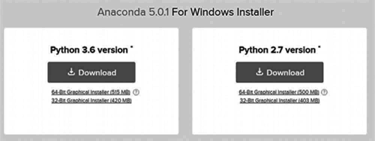 Anaconda 5.0.1 For Windows Installer
Python 3.6 version *
Download
64-Bit Graphical Installer (515 MB) ?
32-Bit Graphical Installer (420 MB)
Python 2.7 version *
Download
64-Bit Graphical Installer (500 MB) ?
32-Bit Graphical Installer (403 MB)